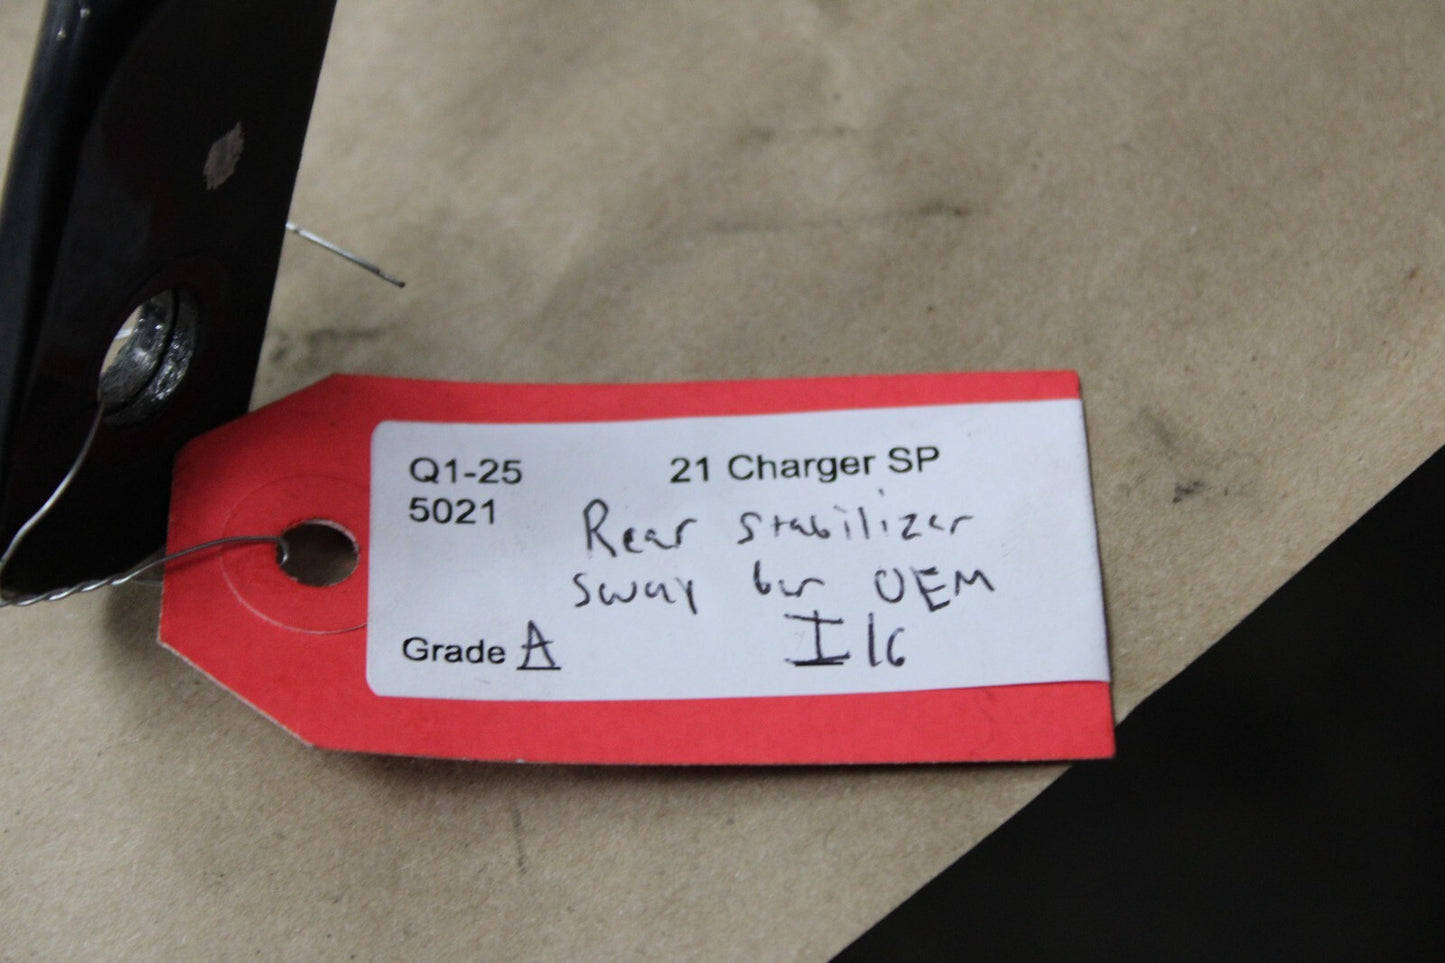 Q1-25 21 Charger SP
5021
Rear stabilizer
sway bar OEM
Grade A I16